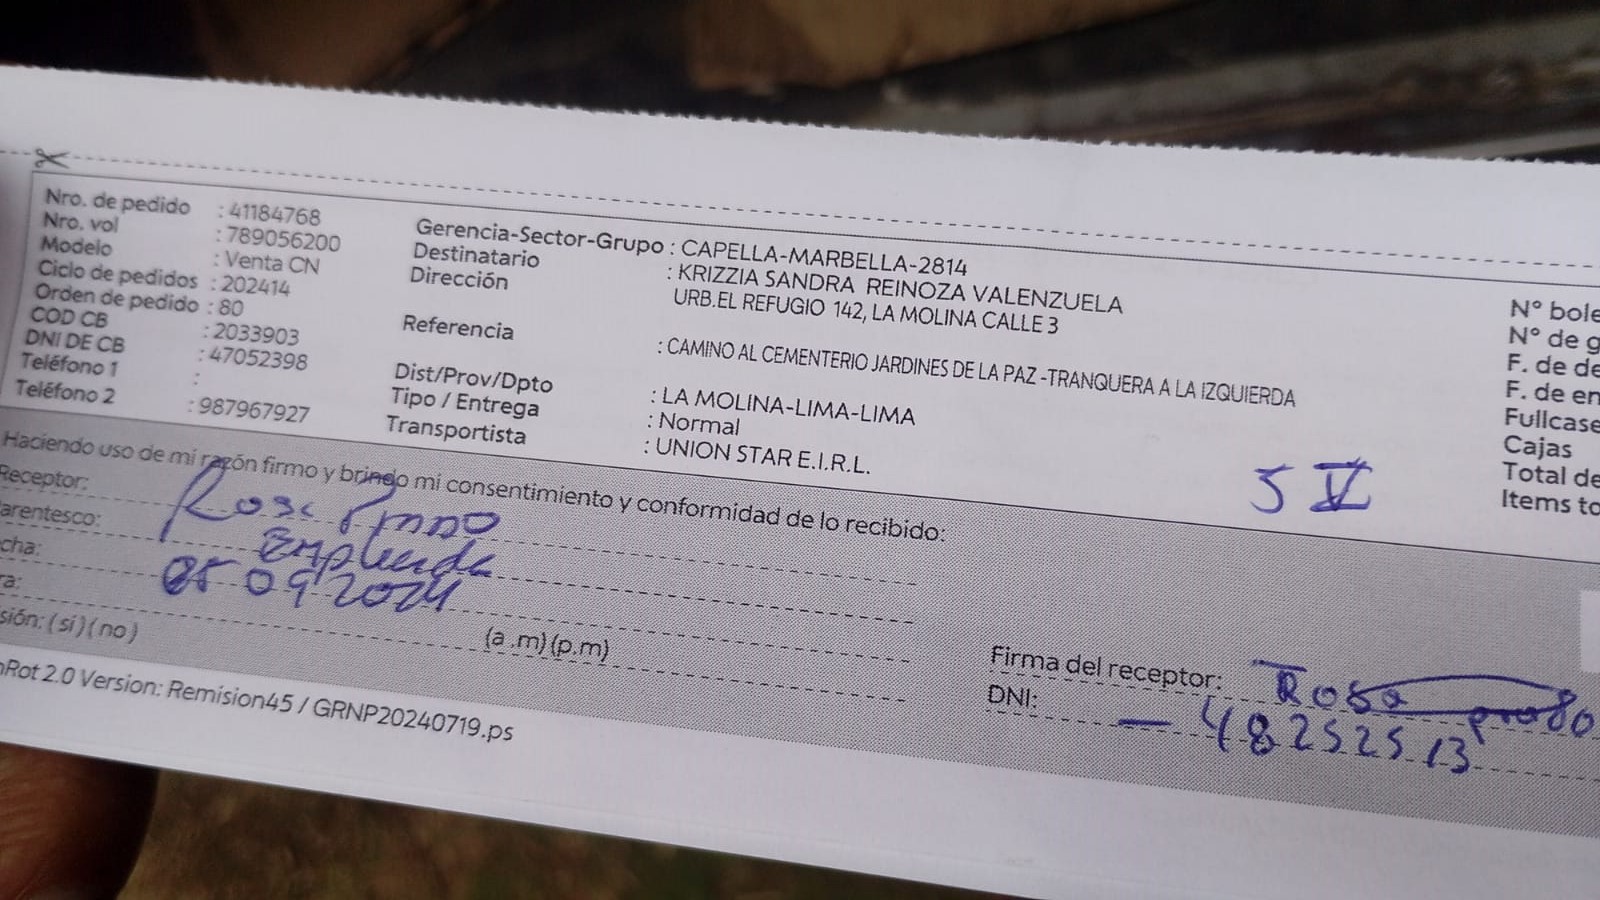 Nro. de pedido : 41184768
Nro. vol : 789056200
Modelo : Venta CN
Ciclo de pedidos : 202414
Orden de pedido : 80
COD CB : 2033903
DNI DE CB : 47052398
Teléfono 1 :
Teléfono 2 : 987967927
Gerencia-Sector-Grupo : CAPELLA-MARBELLA-2814
Destinatario : KRIZZIA SANDRA REINOZA VALENZUELA
Dirección URB.EL REFUGIO 142, LA MOLINA CALLE 3
Referencia : CAMINO AL CEMENTERIO JARDINES DE LA PAZ -TRANQUERA A LA IZQUIERDA
Dist/Prov/Dpto : LA MOLINA-LIMA-LIMA
Tipo / Entrega : Normal
Transportista : UNION STAR E.I.R.L.
N° bole
N° de g
F. de de
F. de en
Fullcase
Cajas
Total de
Items to
5 V
Haciendo uso de mi razón firmo y brindo mi consentimiento y conformidad de lo recibido:
Receptor: Rosa
arentesco:
cha: 05 09 2024
ra: (a.m)(p.m)
sión: (sí)(no)
Firma del receptor: Rosa
DNI: 48252513
Rot 2.0 Version: Remision45 / GRNP20240719.ps